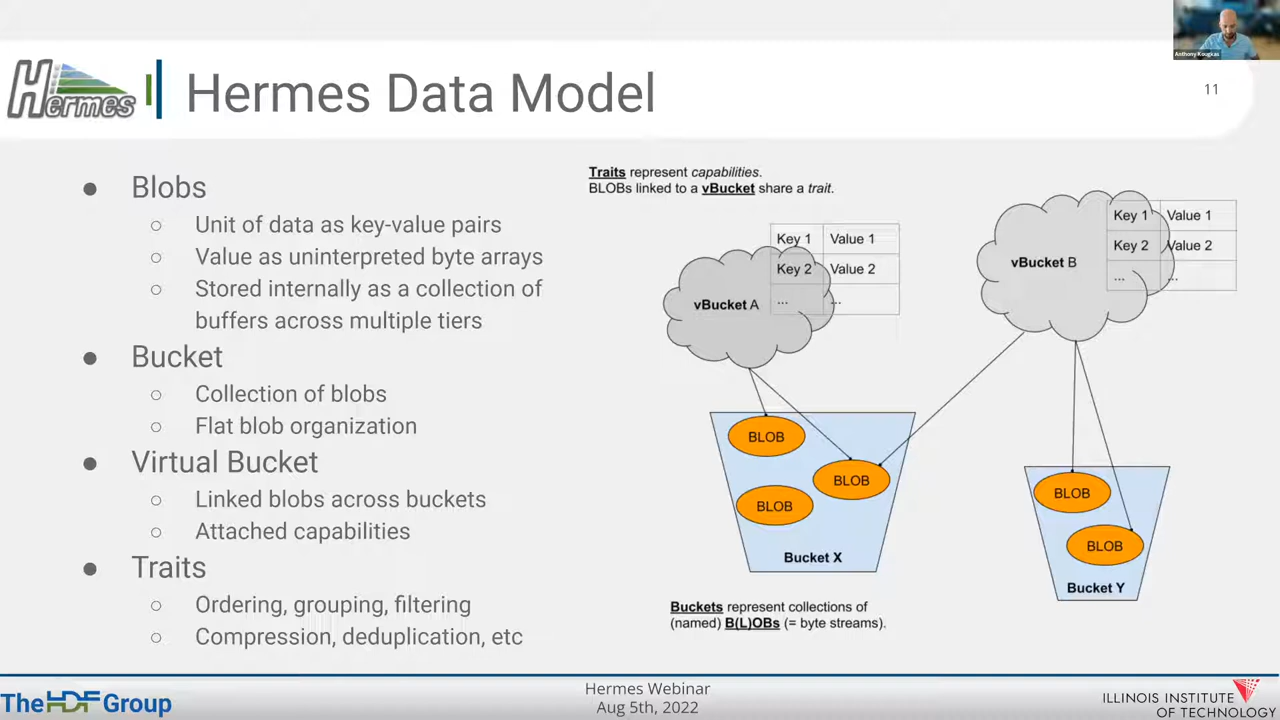 Anthony Kougkas
Hermes
Hermes Data Model
11
● Blobs
○ Unit of data as key-value pairs
○ Value as uninterpreted byte arrays
○ Stored internally as a collection of
buffers across multiple tiers
● Bucket
○ Collection of blobs
○ Flat blob organization
● Virtual Bucket
○ Linked blobs across buckets
○ Attached capabilities
● Traits
○ Ordering, grouping, filtering
○ Compression, deduplication, etc
Traits represent capabilities.
BLOBs linked to a vBucket share a trait.
Key 1 Value 1
Key 2 Value 2
... ...
vBucket A
Key 1 Value 1
Key 2 Value 2
... ...
vBucket B
BLOB
BLOB
BLOB
Bucket X
BLOB
BLOB
Bucket Y
Buckets represent collections of
(named) B(L)OBs (= byte streams).
The HDF Group
Hermes Webinar
Aug 5th, 2022
ILLINOIS INSTITUTE
OF TECHNOLOGY